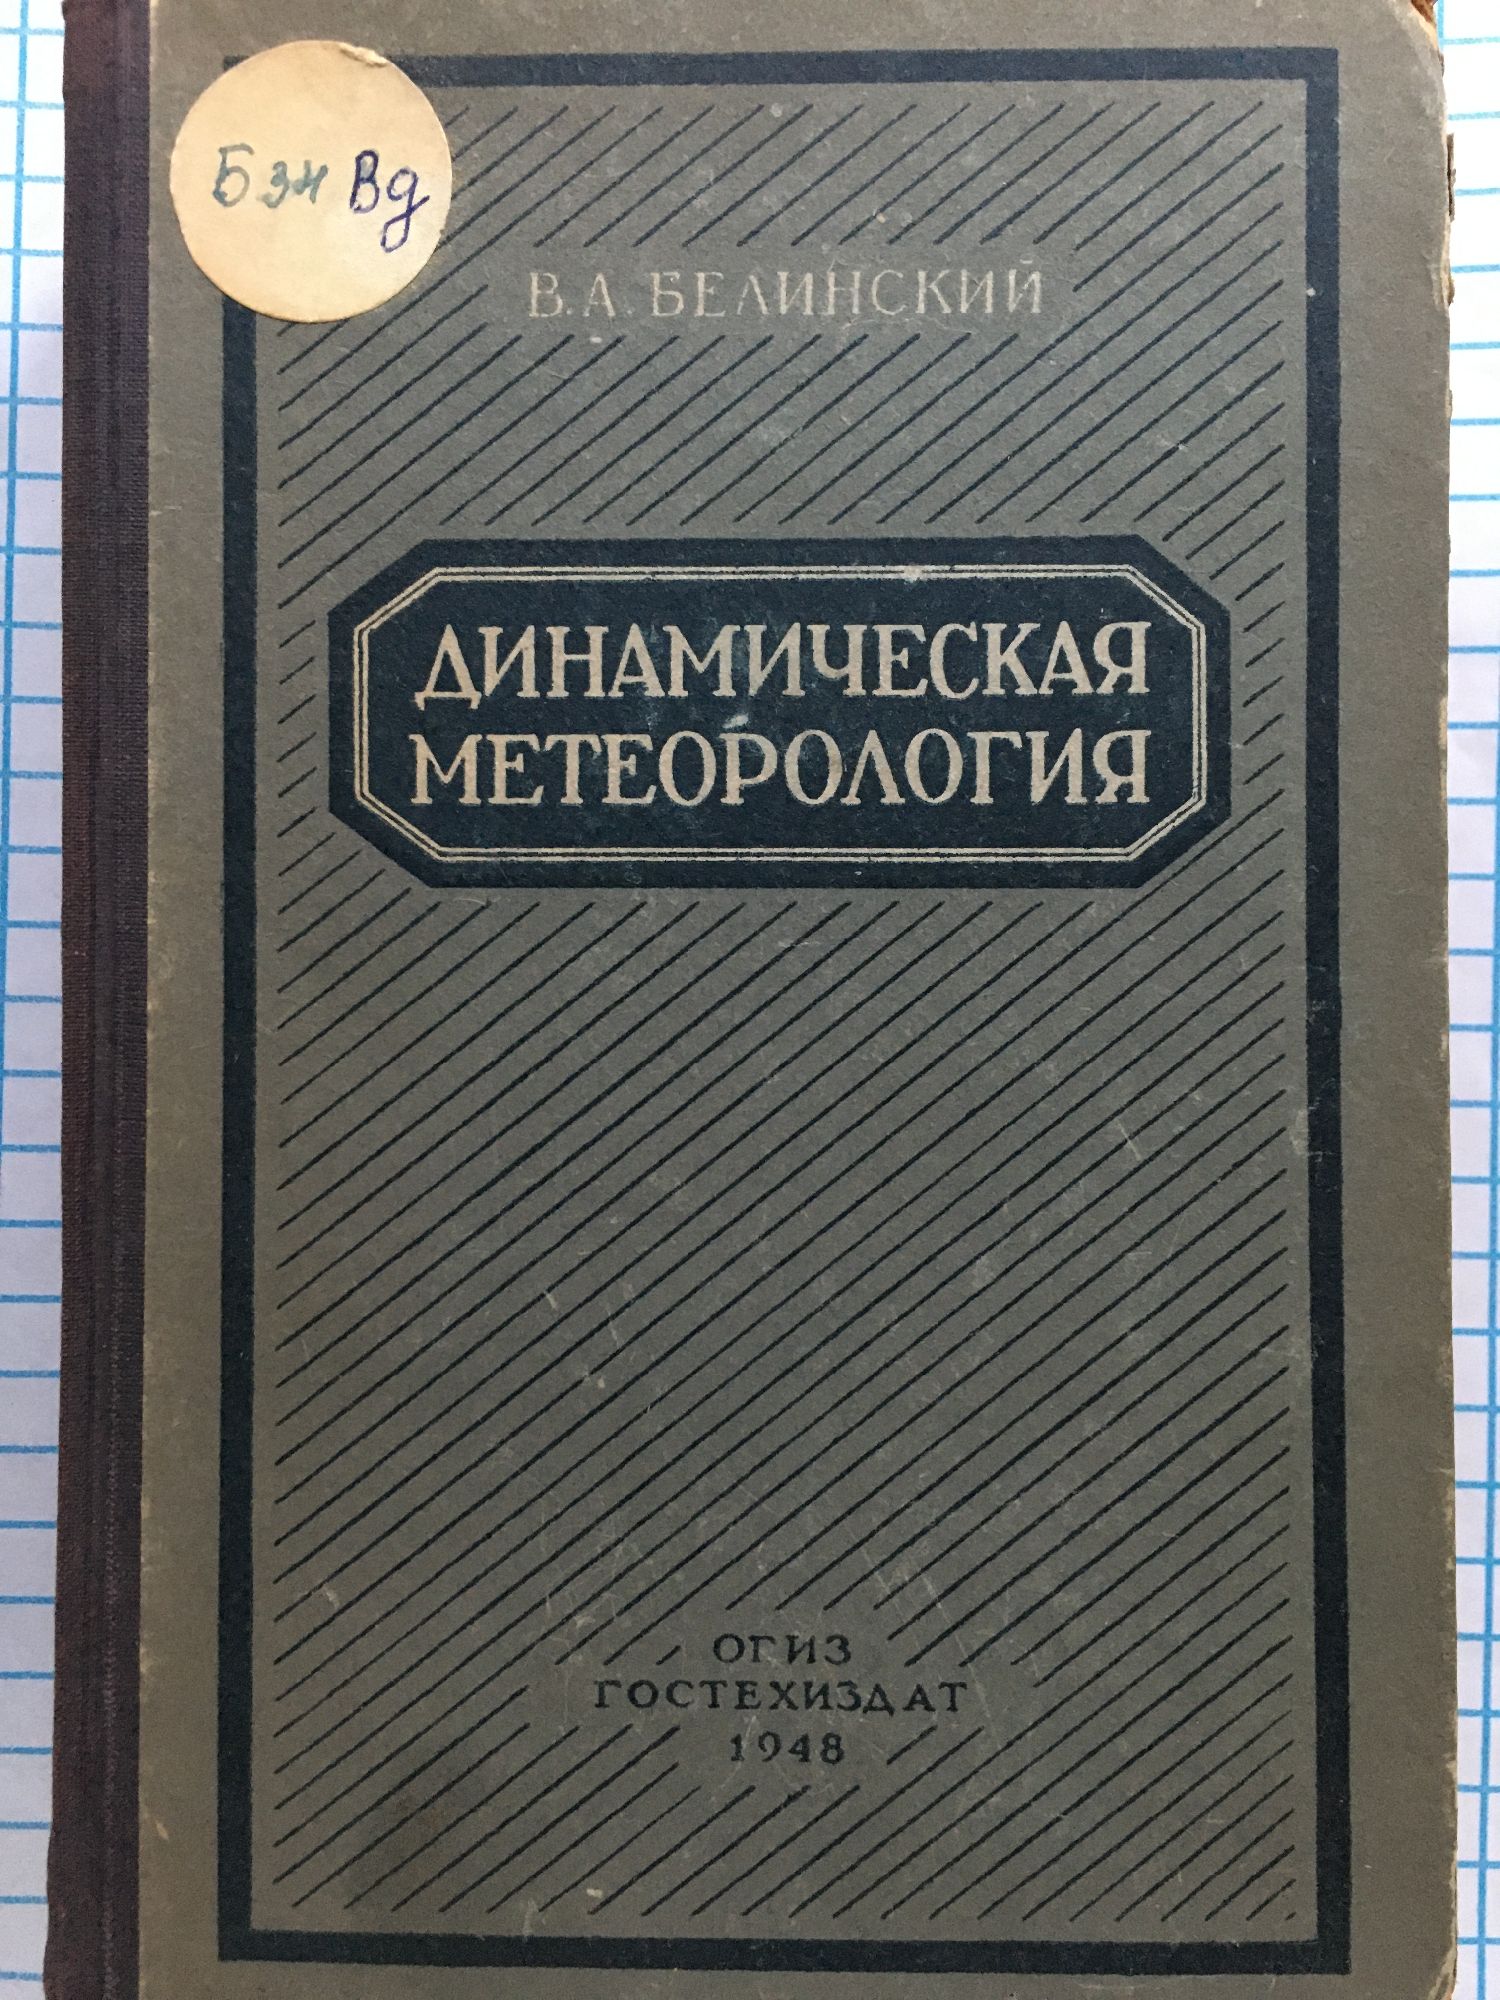 Б34 Вд
В.А. БЕЛИНСКИЙ
ДИНАМИЧЕСКАЯ
МЕТЕОРОЛОГИЯ
ОГИЗ
ГОСТЕХИЗДАТ
1948